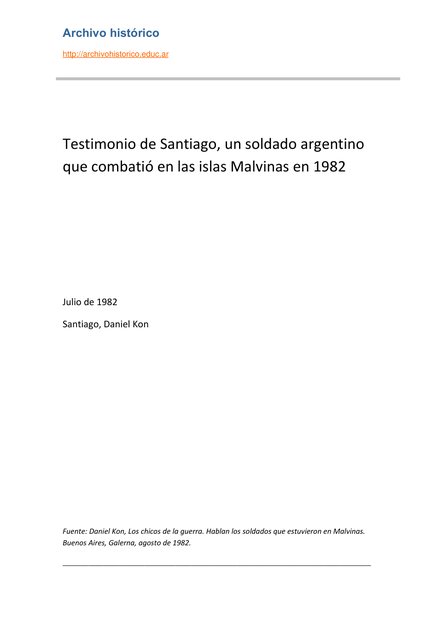 Archivo histórico
http://archivohistorico.educ.ar
Testimonio de Santiago, un soldado argentino
que combatió en las islas Malvinas en 1982
Julio de 1982
Santiago, Daniel Kon
Fuente: Daniel Kon, Los chicos de la guerra. Hablan los soldados que estuvieron en Malvinas.
Buenos Aires, Galerna, agosto de 1982.